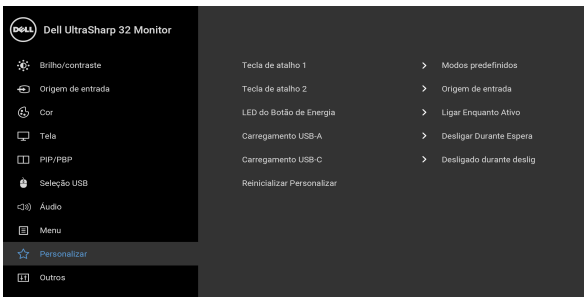 DELL Dell UltraSharp 32 Monitor
Brilho/contraste
Origem de entrada
Cor
Tela
PIP/PBP
Seleção USB
Áudio
Menu
Personalizar
Outros
Tecla de atalho 1 > Modos predefinidos
Tecla de atalho 2 > Origem de entrada
LED do Botão de Energia > Ligar Enquanto Ativo
Carregamento USB-A > Desligar Durante Espera
Carregamento USB-C > Desligado durante deslig
Reinicializar Personalizar